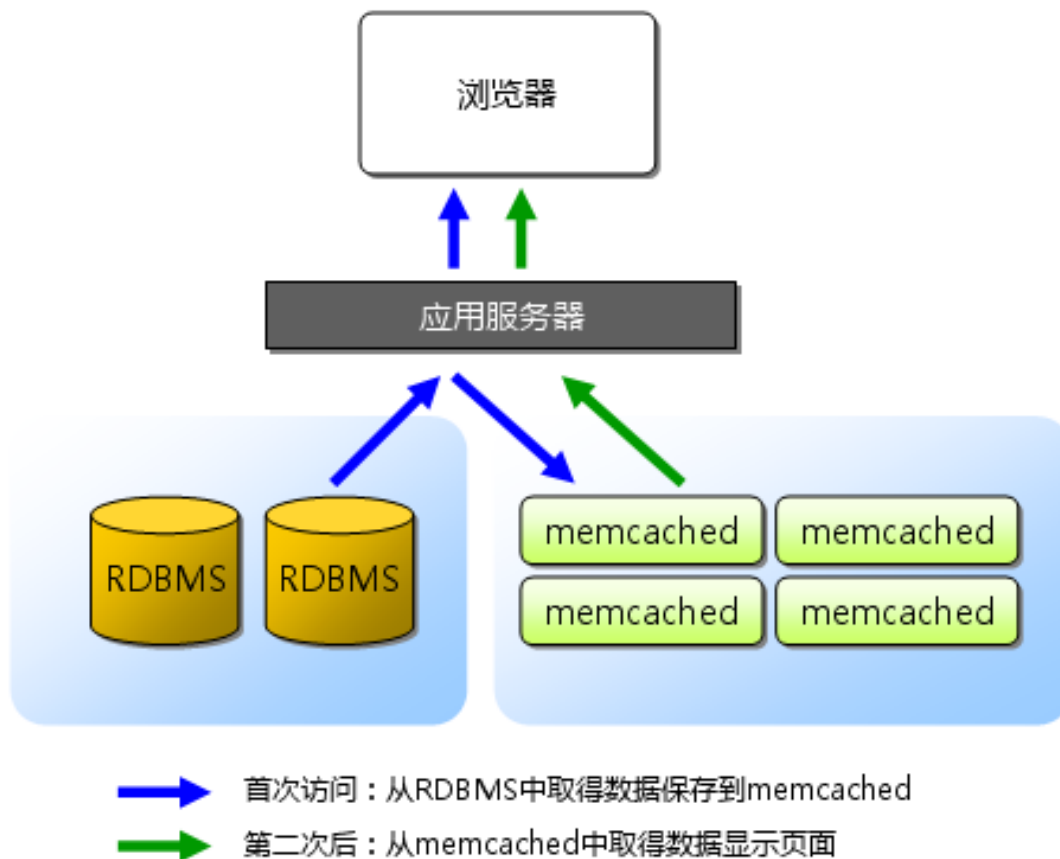 浏览器
应用服务器
RDBMS
RDBMS
memcached
memcached
memcached
memcached
首次访问：从RDBMS中取得数据保存到memcached
第二次后：从memcached中取得数据显示页面